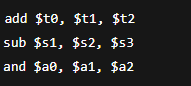 add $t0, $t1, $t2
sub $s1, $s2, $s3
and $a0, $a1, $a2